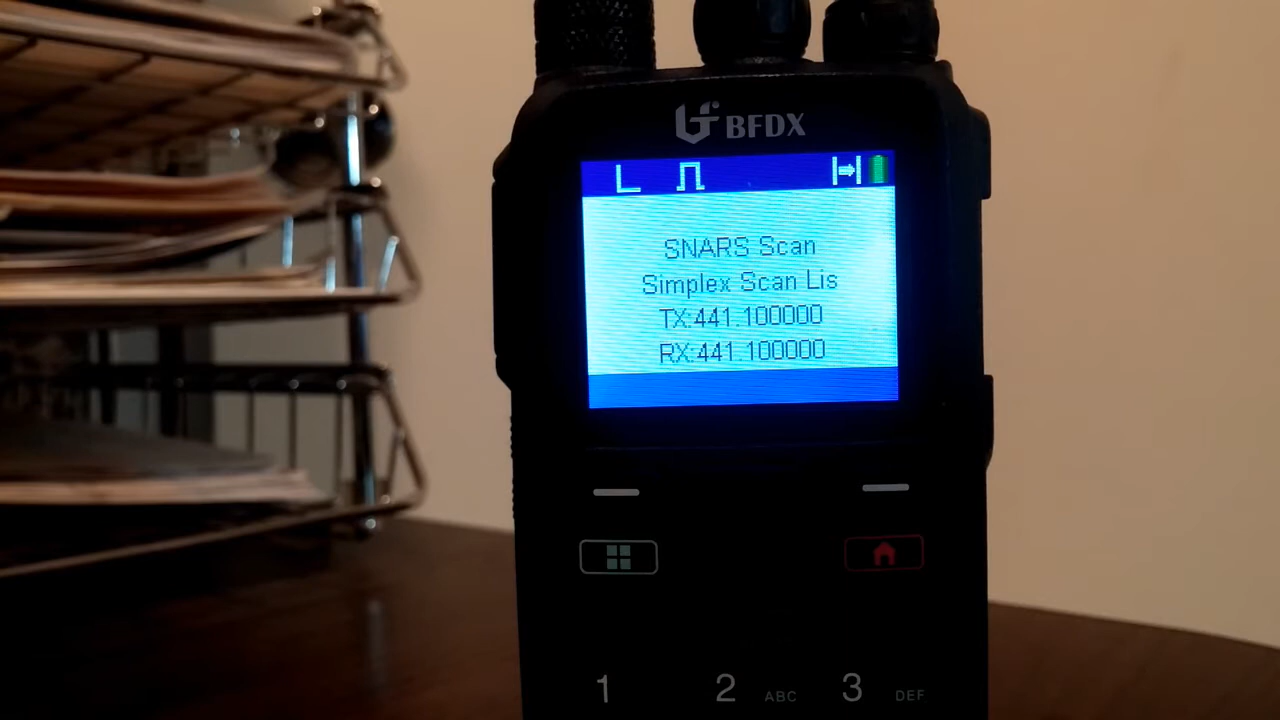 BFDX
L
SNARS Scan
Simplex Scan Lis
TX:441.100000
RX:441.100000
1 2 ABC 3 DEF